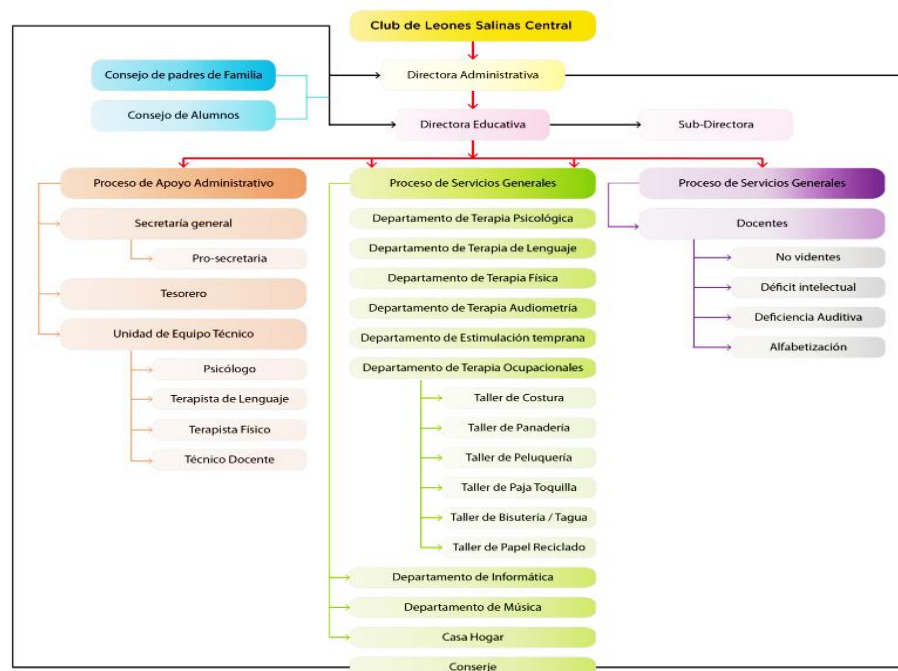 Club de Leones Salinas Central
Consejo de padres de Familia
Directora Administrativa
Consejo de Alumnos
Directora Educativa
Sub-Directora
Proceso de Apoyo Administrativo
Secretaría general
Pro-secretaria
Tesorero
Unidad de Equipo Técnico
Psicólogo
Terapista de Lenguaje
Terapista Físico
Técnico Docente
Proceso de Servicios Generales
Departamento de Terapia Psicológica
Departamento de Terapia de Lenguaje
Departamento de Terapia Física
Departamento de Terapia Audiometría
Departamento de Estimulación temprana
Departamento de Terapia Ocupacionales
Taller de Costura
Taller de Panadería
Taller de Peluquería
Taller de Paja Toquilla
Taller de Bisuteria / Tagua
Taller de Papel Reciclado
Departamento de Informática
Departamento de Música
Casa Hogar
Conserje
Proceso de Servicios Generales
Docentes
No videntes
Déficit intelectual
Deficiencia Auditiva
Alfabetización